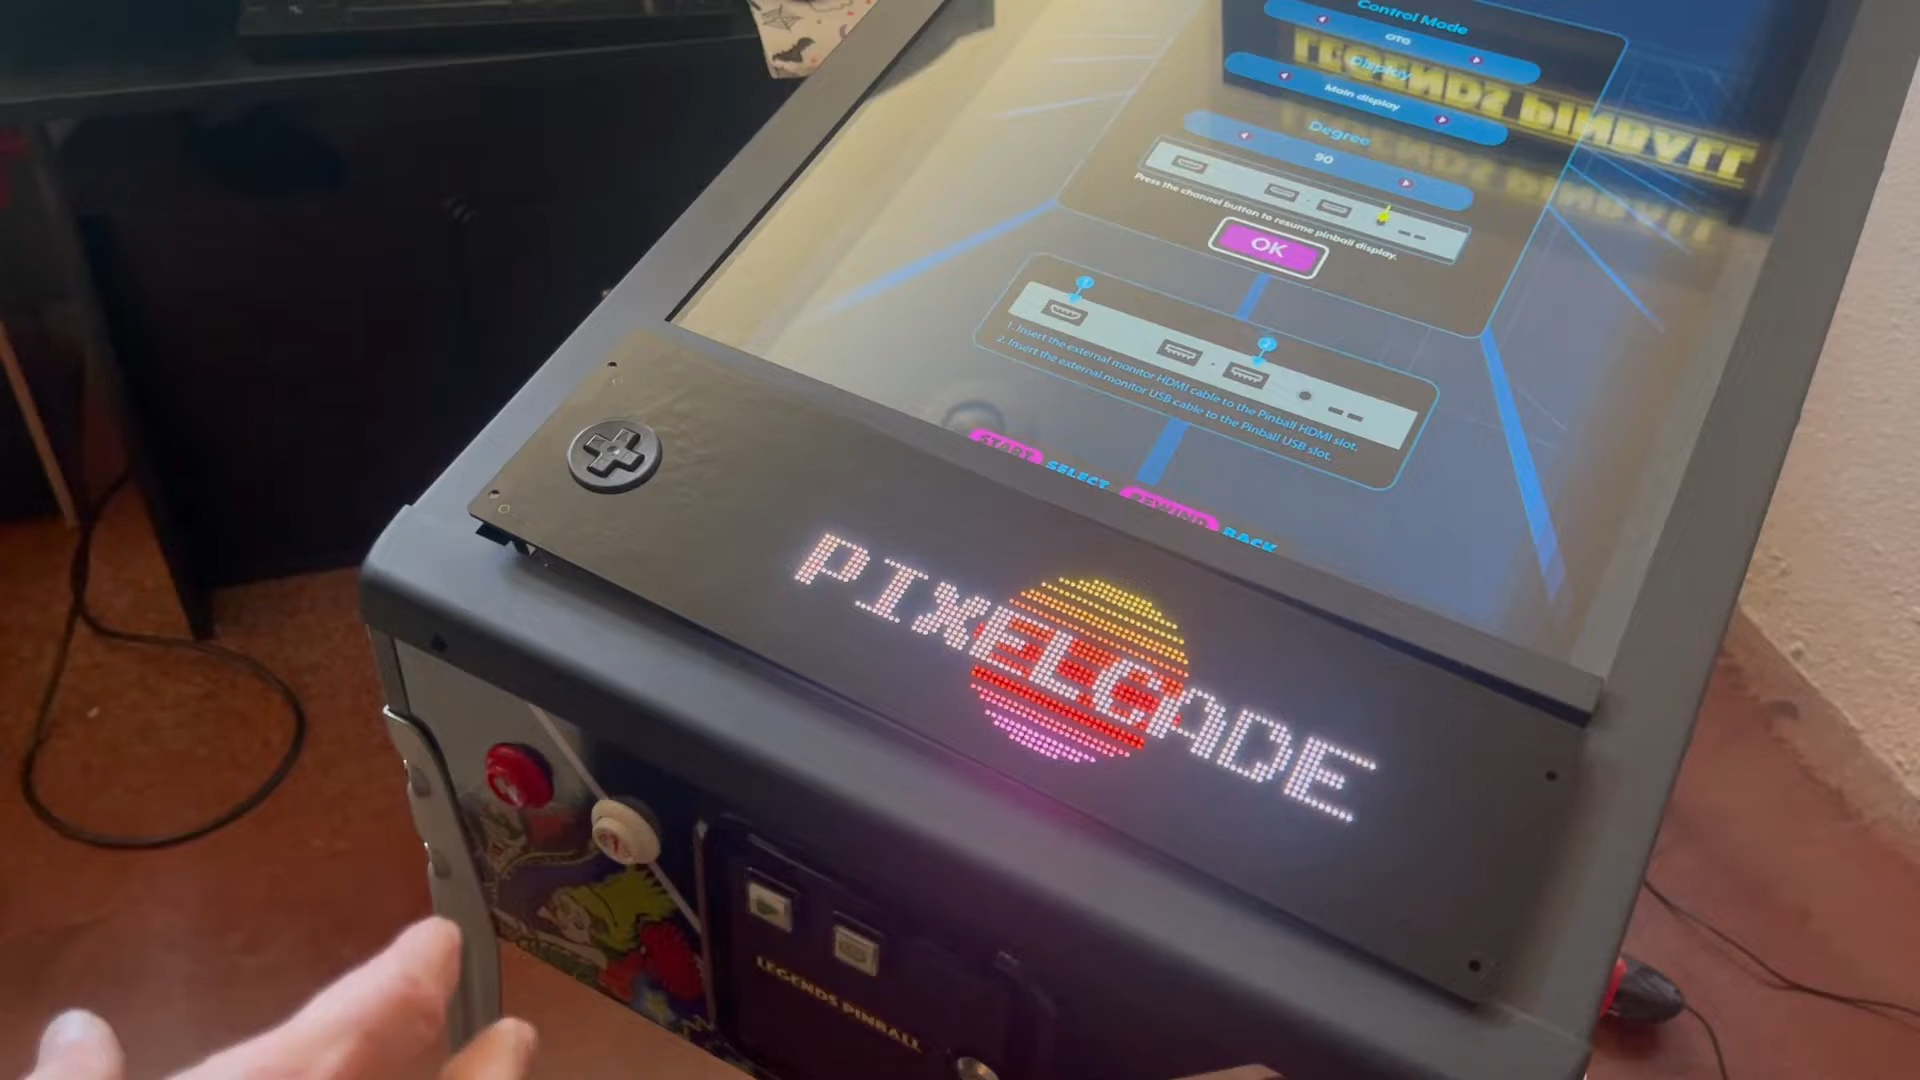 Control Mode
OTG
Display
Main display
Degree
90
Press the channel button to resume pinball display.
OK
1. Insert the external monitor HDMI cable to the Pinball HDMI slot.
2. Insert the external monitor USB cable to the Pinball USB slot.
START SELECT REWIND BACK
LEGENDS PINBALL
PIXELCADE
LEGENDS PINBALL